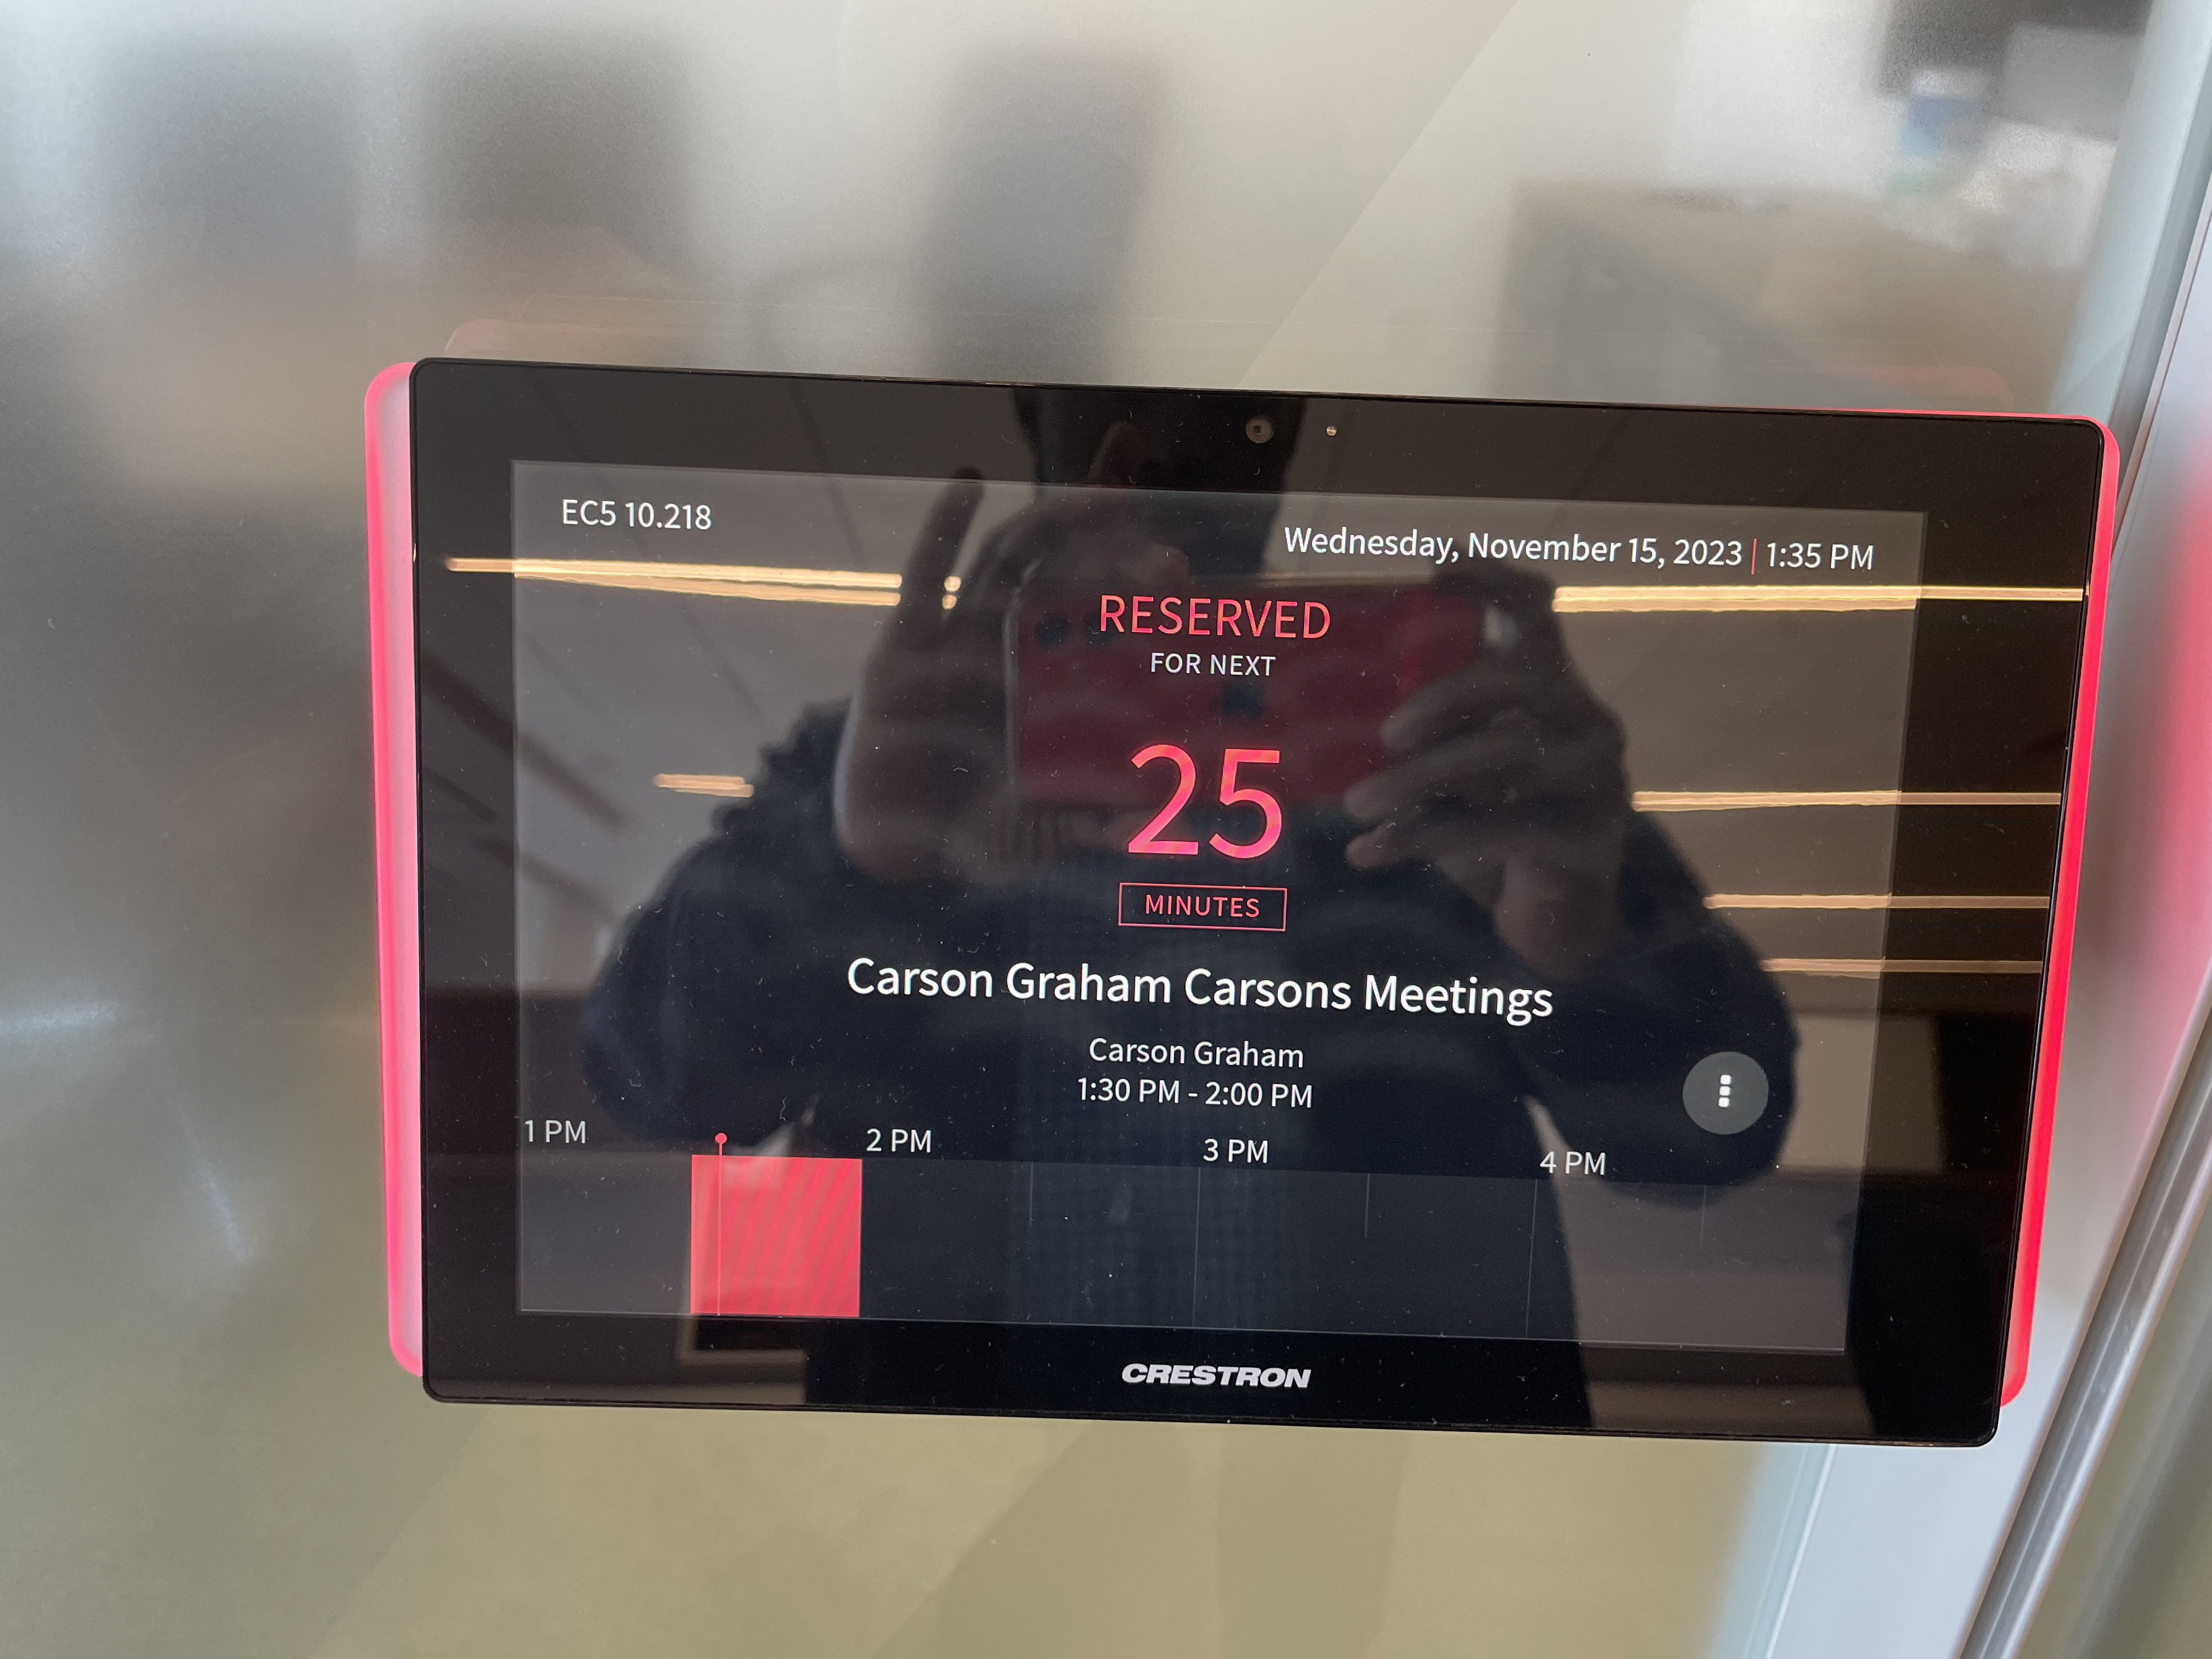 EC5 10.218
Wednesday, November 15, 2023 | 1:35 PM
RESERVED
FOR NEXT
25
MINUTES
Carson Graham Carsons Meetings
Carson Graham
1:30 PM - 2:00 PM
1 PM 2 PM 3 PM 4 PM
CRESTRON